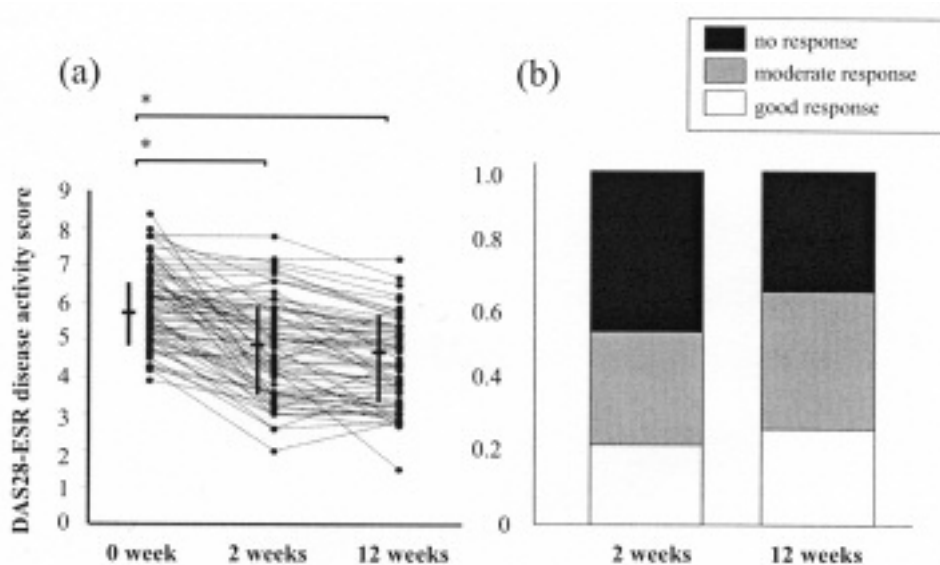 (a)
(b)
no response
moderate response
good response
*
*
DAS28-ESR disease activity score
9
8
7
6
5
4
3
2
1
0
0 week
2 weeks
12 weeks
1.0
0.8
0.6
0.4
0.2
0
2 weeks
12 weeks